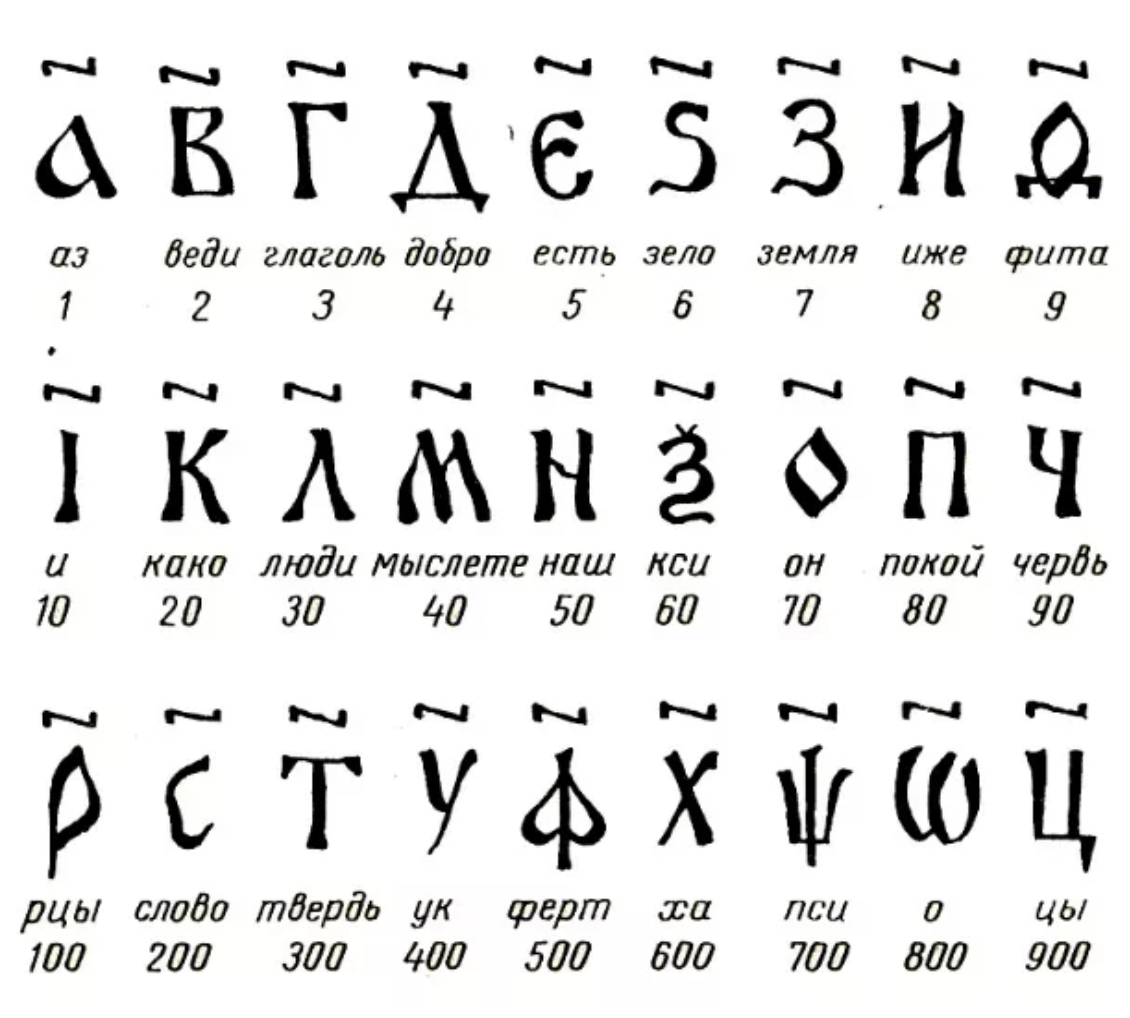 а҃ в҃ г҃ д҃ є҃ ѕ҃ з҃ и҃ ѳ҃
аз веди глаголь добро есть зело земля иже фита
1 2 3 4 5 6 7 8 9
і҃ к҃ л҃ м҃ н҃ ѯ҃ о҃ п҃ ч҃
и како люди мыслете наш кси он покой червь
10 20 30 40 50 60 70 80 90
р҃ с҃ т҃ у҃ ф҃ х҃ ѱ҃ ѡ҃ ц҃
рцы слово твердь ук ферт ха пси о цы
100 200 300 400 500 600 700 800 900